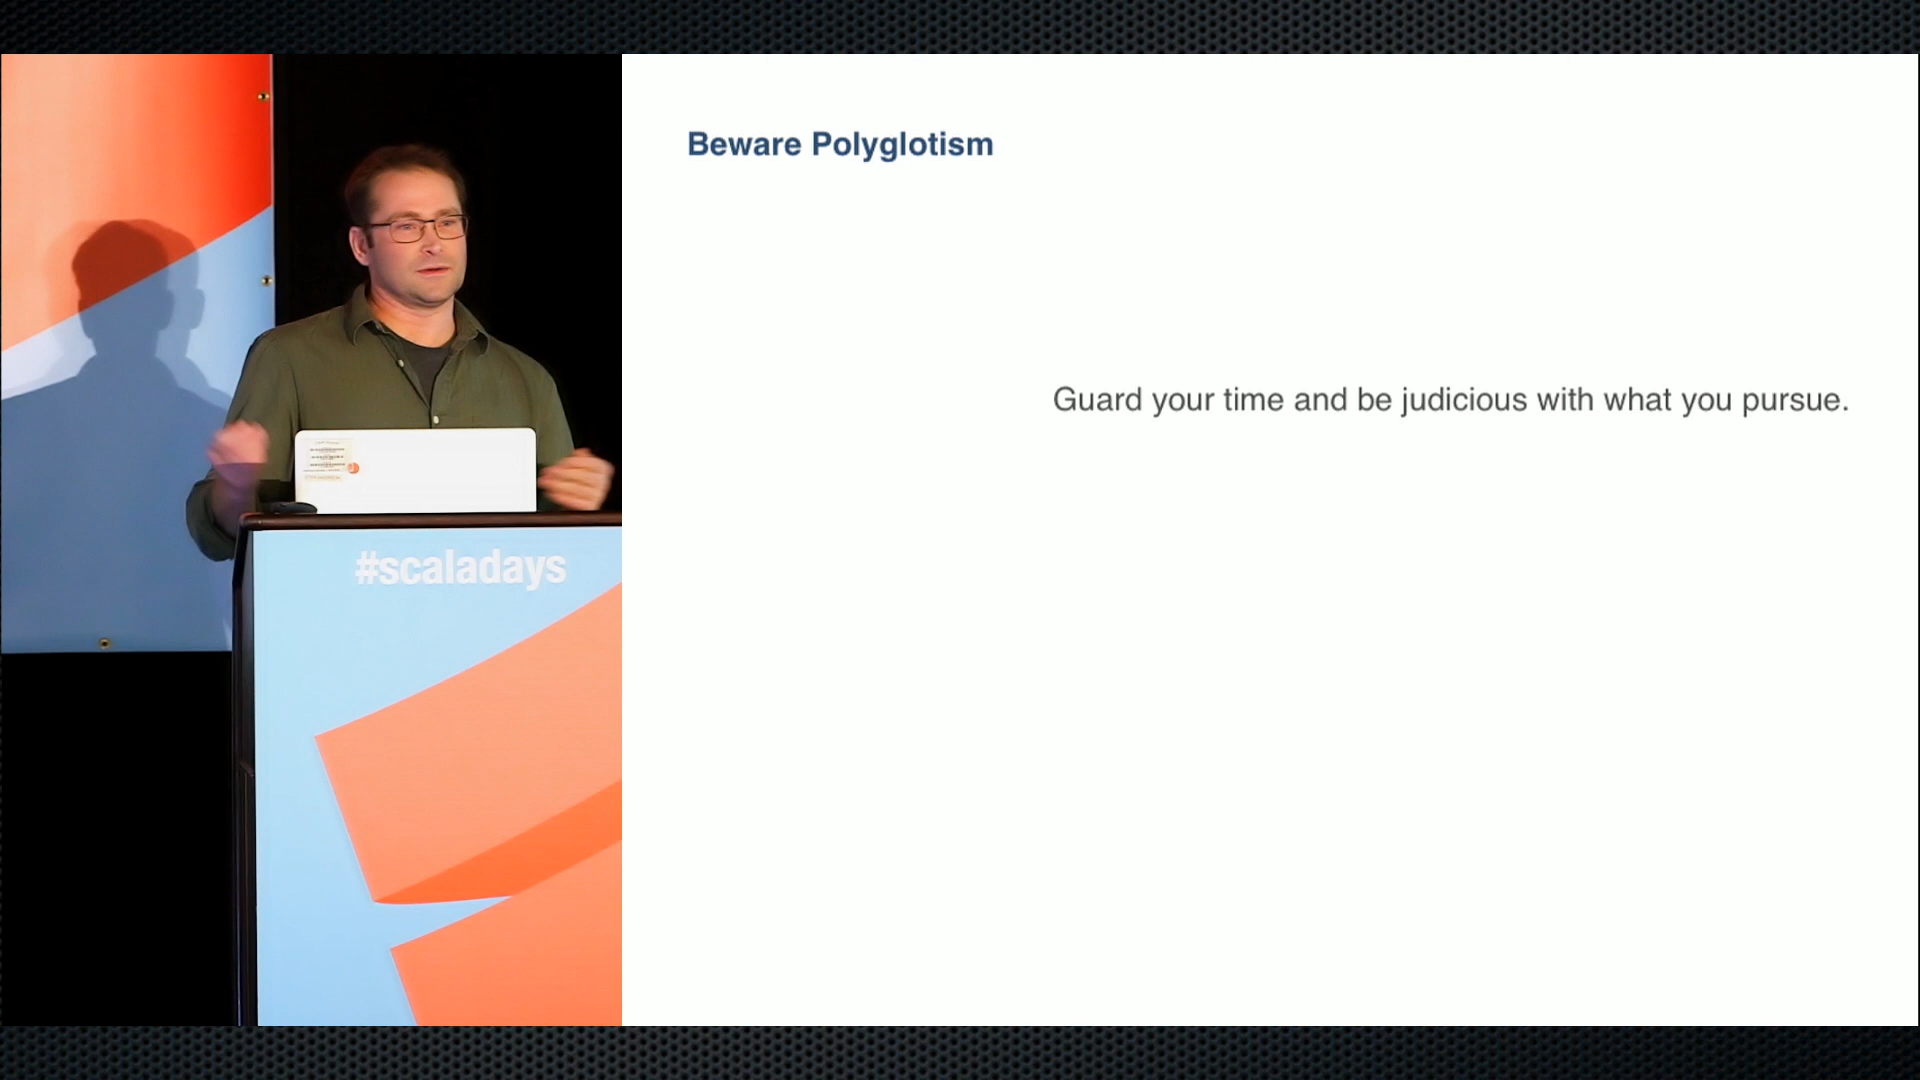 Beware Polyglotism
Guard your time and be judicious with what you pursue.
#scaladays